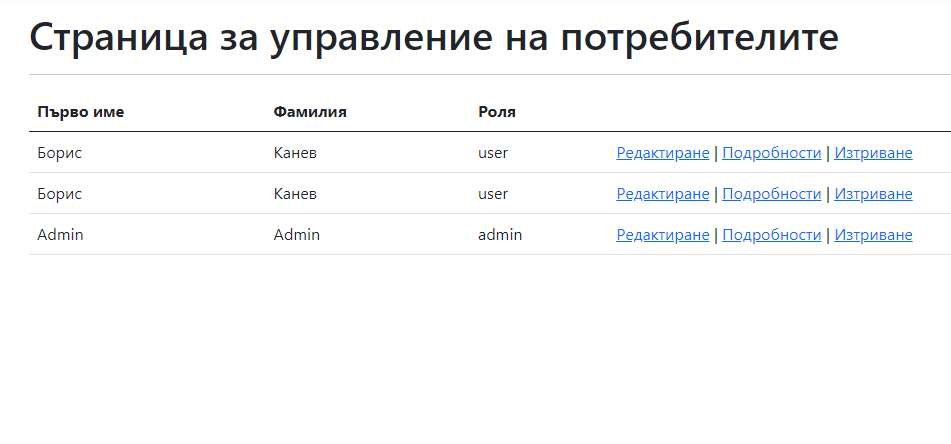 Страница за управление на потребителите
Първо име Фамилия Роля
Борис Канев user Редактиране | Подробности | Изтриване
Борис Канев user Редактиране | Подробности | Изтриване
Admin Admin admin Редактиране | Подробности | Изтриване